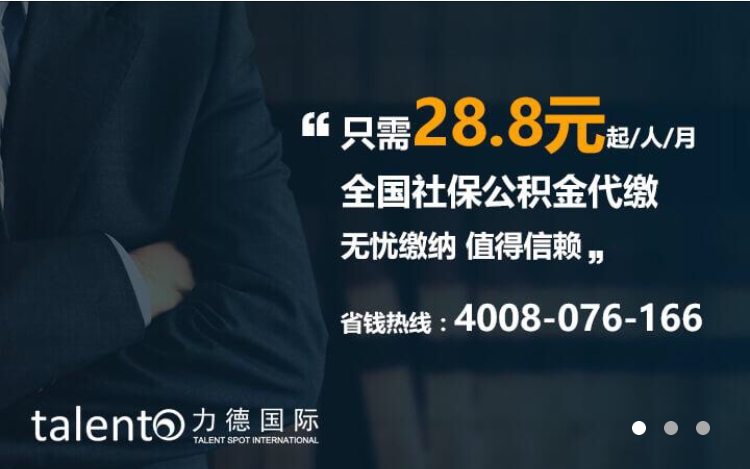 “只需28.8元起/人/月
全国社保公积金代缴
无忧缴纳 值得信赖”
省钱热线：4008-076-166
talent 力德国际
TALENT SPOT INTERNATIONAL